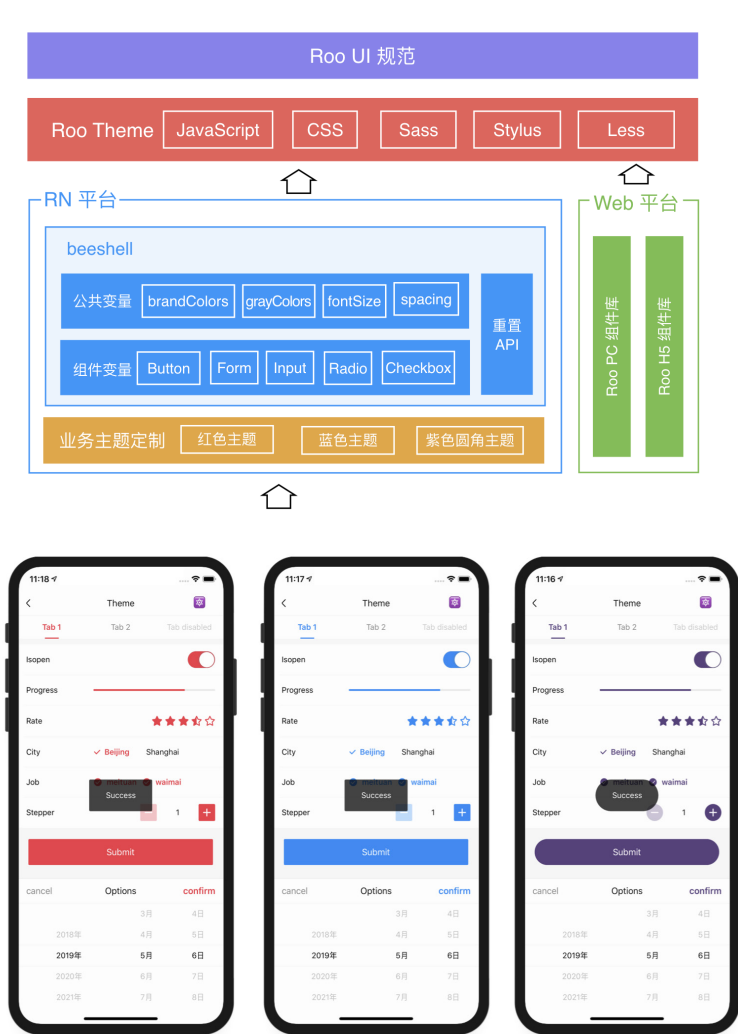 Roo UI 规范
Roo Theme JavaScript CSS Sass Stylus Less
RN 平台
beeshell
公共变量 brandColors grayColors fontSize spacing
组件变量 Button Form Input Radio Checkbox
重置
API
业务主题定制 红色主题 蓝色主题 紫色圆角主题
Web 平台
Roo PC 组件库
Roo H5 组件库
11:18
Theme
Tab 1 Tab 2 Tab disabled
Isopen
Progress
Rate
City Beijing Shanghai
Job meituan waimai
Success
Stepper 1
Submit
cancel Options confirm
3月 4日
2018年 4月 5日
2019年 5月 6日
2020年 6月 7日
2021年 7月 8日
11:17
Theme
Tab 1 Tab 2 Tab disabled
Isopen
Progress
Rate
City Beijing Shanghai
Job meituan waimai
Success
Stepper 1
Submit
cancel Options confirm
3月 4日
2018年 4月 5日
2019年 5月 6日
2020年 6月 7日
2021年 7月 8日
11:16
Theme
Tab 1 Tab 2 Tab disabled
Isopen
Progress
Rate
City Beijing Shanghai
Job meituan waimai
Success
Stepper 1
Submit
cancel Options confirm
3月 4日
2018年 4月 5日
2019年 5月 6日
2020年 6月 7日
2021年 7月 8日